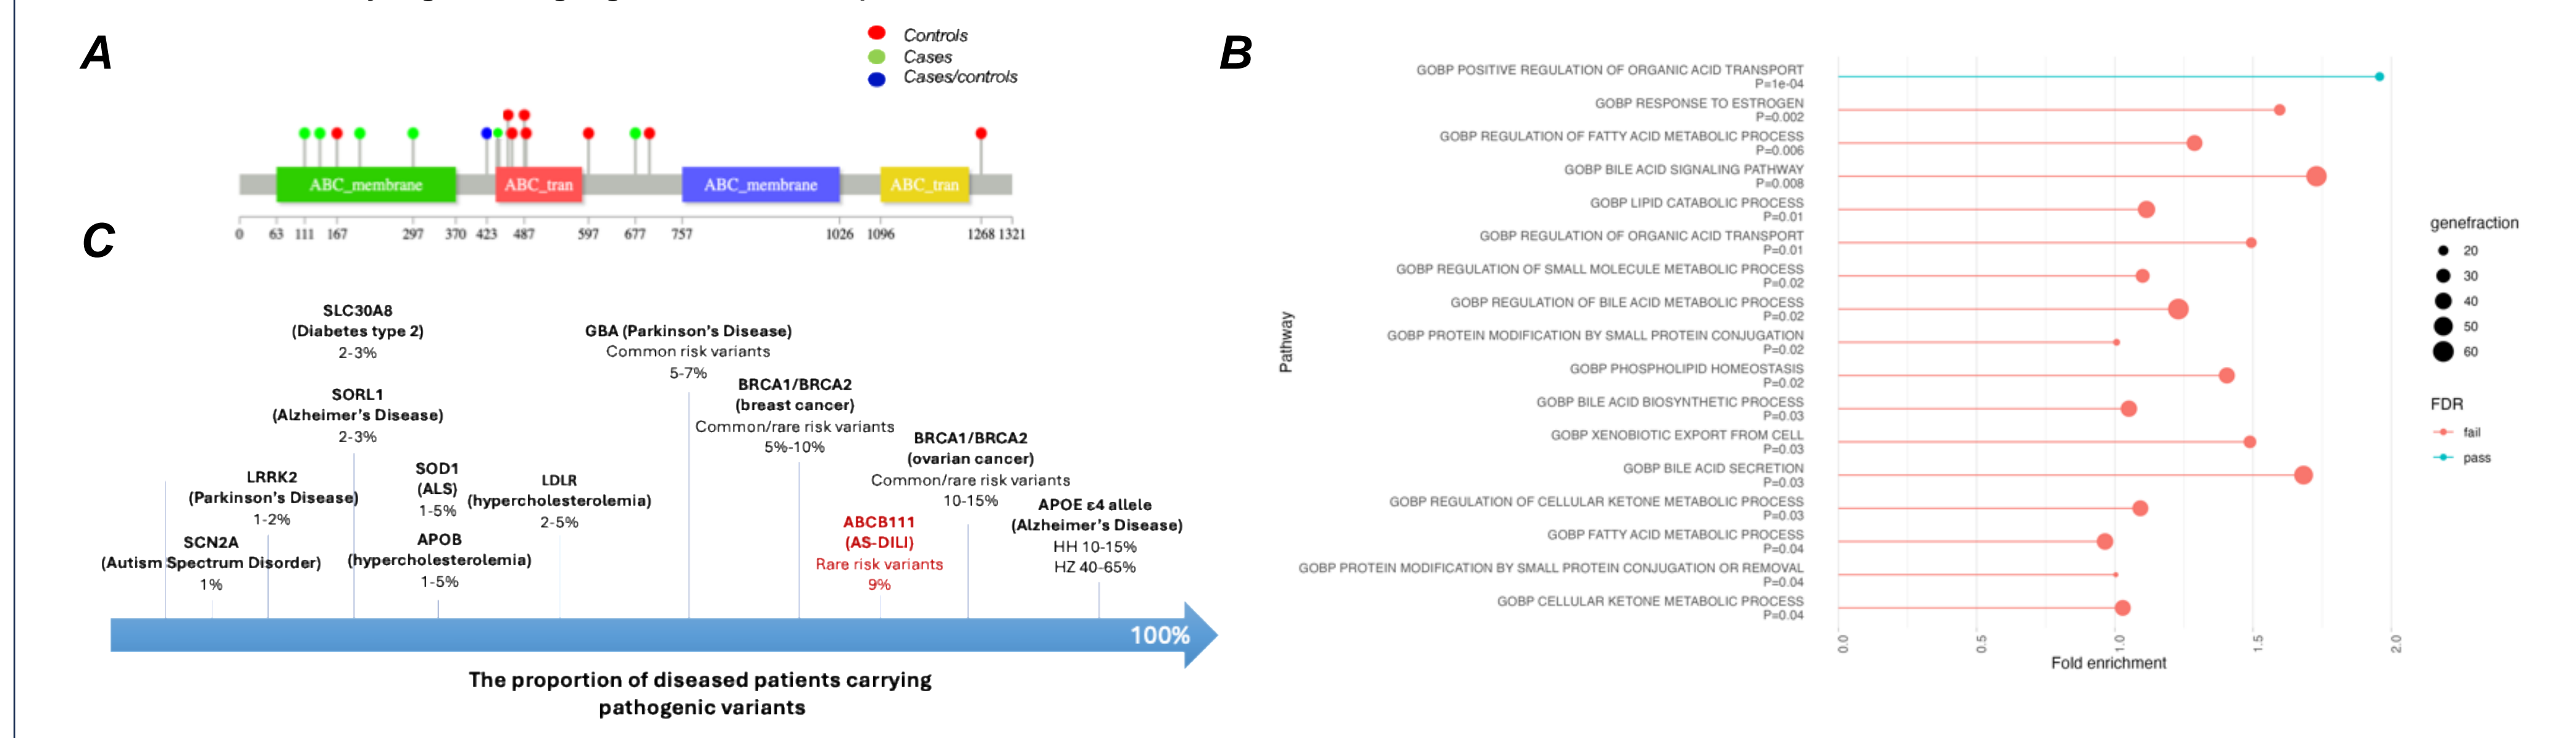 A
Controls
Cases
Cases/controls
ABC_membrane
ABC_tran
ABC_membrane
ABC_tran
0 63 111 167 297 370 423 487 597 677 757 1026 1096 1268 1321
C
SLC30A8
(Diabetes type 2)
2-3%
SORL1
(Alzheimer's Disease)
2-3%
LRRK2
(Parkinson's Disease)
1-2%
SCN2A
(Autism Spectrum Disorder)
1%
SOD1
(ALS)
1-5%
APOB
(hypercholesterolemia)
1-5%
LDLR
(hypercholesterolemia)
2-5%
GBA (Parkinson's Disease)
Common risk variants
5-7%
BRCA1/BRCA2
(breast cancer)
Common/rare risk variants
5%-10%
ABCB111
(AS-DILI)
Rare risk variants
9%
BRCA1/BRCA2
(ovarian cancer)
Common/rare risk variants
10-15%
APOE ε4 allele
(Alzheimer's Disease)
HH 10-15%
HZ 40-65%
100%
The proportion of diseased patients carrying
pathogenic variants
B
Pathway
GOBP POSITIVE REGULATION OF ORGANIC ACID TRANSPORT
P=1e-04
GOBP RESPONSE TO ESTROGEN
P=0.002
GOBP REGULATION OF FATTY ACID METABOLIC PROCESS
P=0.006
GOBP BILE ACID SIGNALING PATHWAY
P=0.008
GOBP LIPID CATABOLIC PROCESS
P=0.01
GOBP REGULATION OF ORGANIC ACID TRANSPORT
P=0.01
GOBP REGULATION OF SMALL MOLECULE METABOLIC PROCESS
P=0.02
GOBP REGULATION OF BILE ACID METABOLIC PROCESS
P=0.02
GOBP PROTEIN MODIFICATION BY SMALL PROTEIN CONJUGATION
P=0.02
GOBP PHOSPHOLIPID HOMEOSTASIS
P=0.02
GOBP BILE ACID BIOSYNTHETIC PROCESS
P=0.03
GOBP XENOBIOTIC EXPORT FROM CELL
P=0.03
GOBP BILE ACID SECRETION
P=0.03
GOBP REGULATION OF CELLULAR KETONE METABOLIC PROCESS
P=0.03
GOBP FATTY ACID METABOLIC PROCESS
P=0.04
GOBP PROTEIN MODIFICATION BY SMALL PROTEIN CONJUGATION OR REMOVAL
P=0.04
GOBP CELLULAR KETONE METABOLIC PROCESS
P=0.04
0.0 0.5 1.0 1.5 2.0
Fold enrichment
genefraction
20
30
40
50
60
FDR
fail
pass